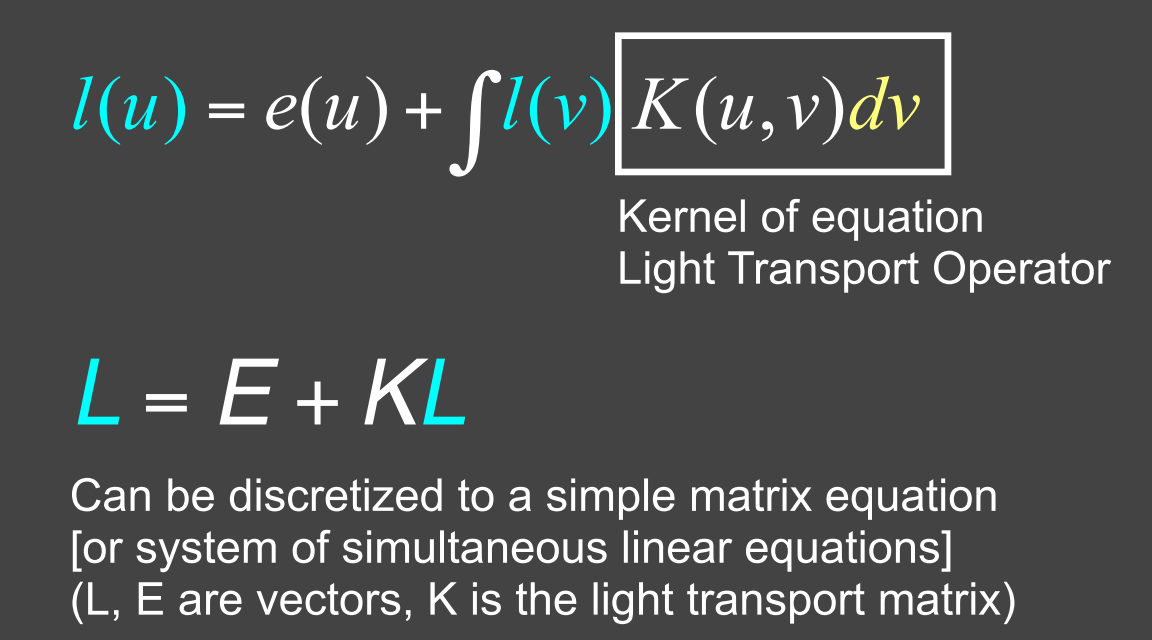 l(u) = e(u) + ∫ l(v) K(u, v)dv
Kernel of equation
Light Transport Operator
L = E + KL
Can be discretized to a simple matrix equation
[or system of simultaneous linear equations]
(L, E are vectors, K is the light transport matrix)